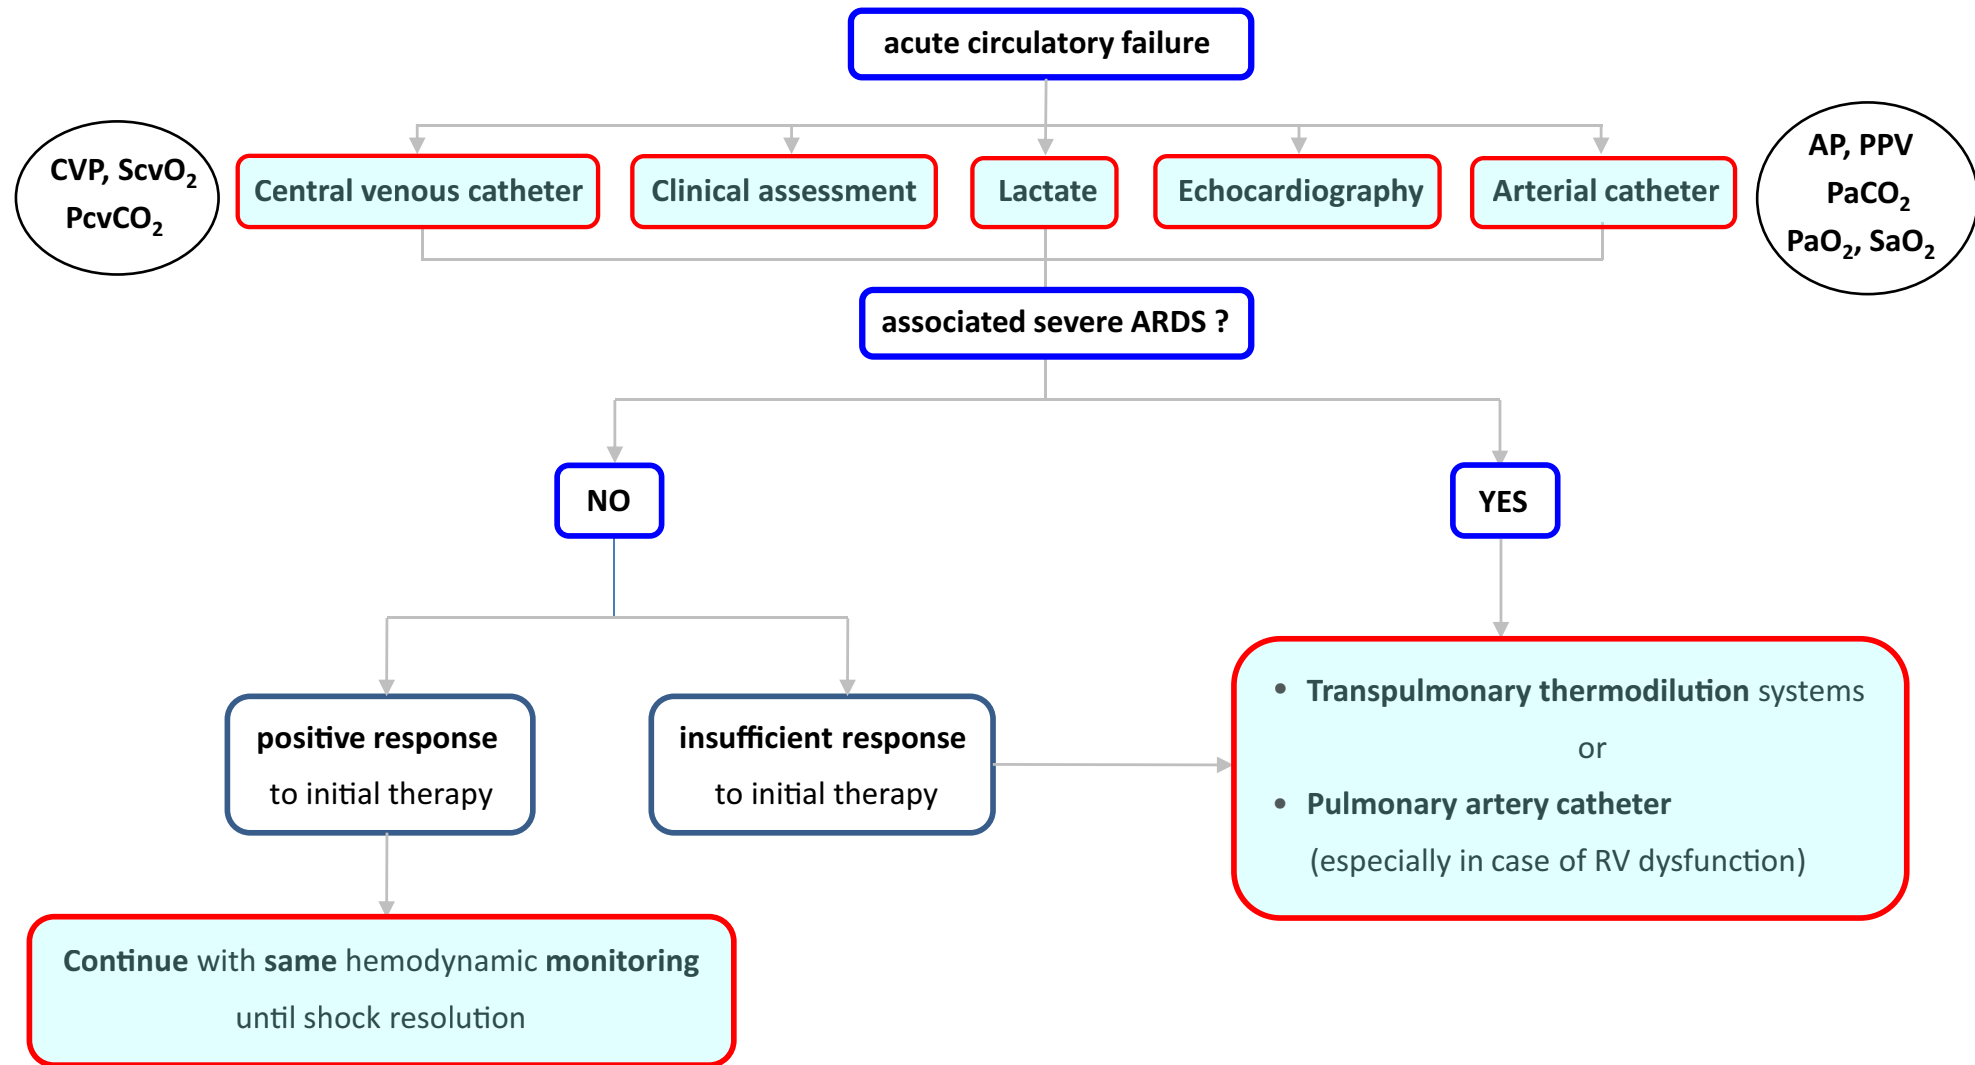 acute circulatory failure
CVP, ScvO₂
PcvCO₂
Central venous catheter
Clinical assessment
Lactate
Echocardiography
Arterial catheter
AP, PPV
PaCO₂
PaO₂, SaO₂
associated severe ARDS ?
NO
YES
positive response
to initial therapy
insufficient response
to initial therapy
• Transpulmonary thermodilution systems
or
• Pulmonary artery catheter
(especially in case of RV dysfunction)
Continue with same hemodynamic monitoring
until shock resolution